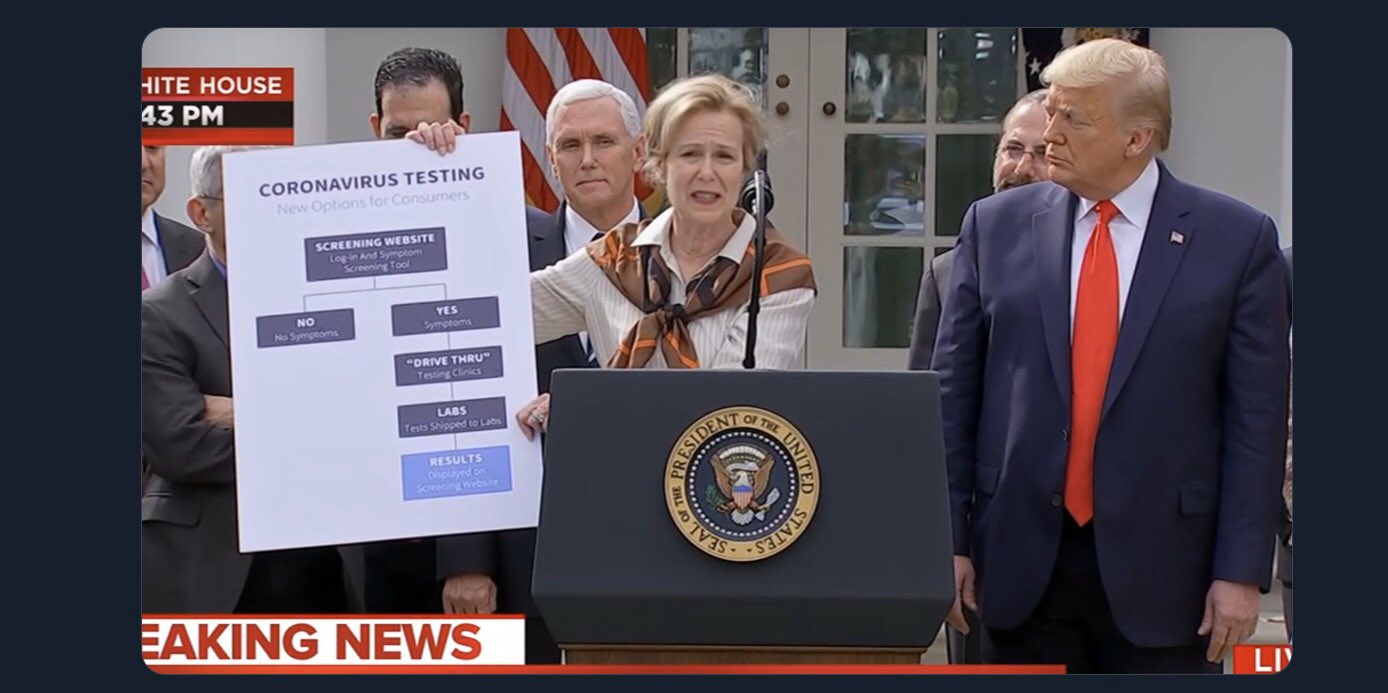 HITE HOUSE
43 PM
CORONAVIRUS TESTING
New Options for Consumers
SCREENING WEBSITE
Log-in And Symptom
Screening Tool
NO
No Symptoms
YES
Symptoms
"DRIVE THRU"
Testing Clinics
LABS
Tests Shipped to Labs
RESULTS
Displayed on
Screening Website
SEAL OF THE PRESIDENT OF THE UNITED STATES
EAKING NEWS
LIV